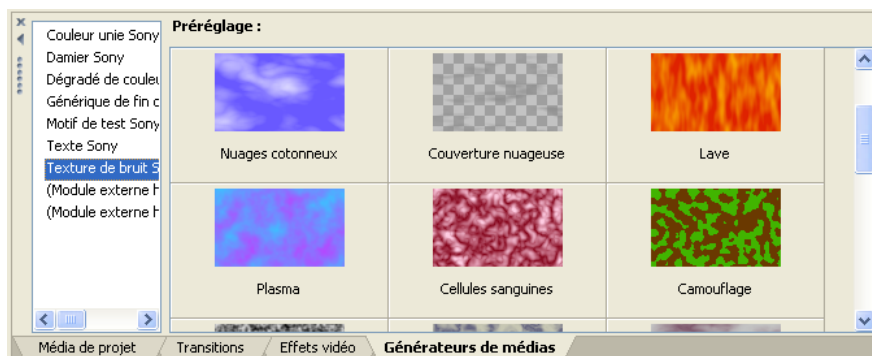 Préréglage :
Couleur unie Sony
Damier Sony
Dégradé de couleu
Générique de fin c
Motif de test Sony
Texte Sony
Texture de bruit S
(Module externe h
(Module externe h
Nuages cotonneux
Couverture nuageuse
Lave
Plasma
Cellules sanguines
Camouflage
Média de projet
Transitions
Effets vidéo
Générateurs de médias